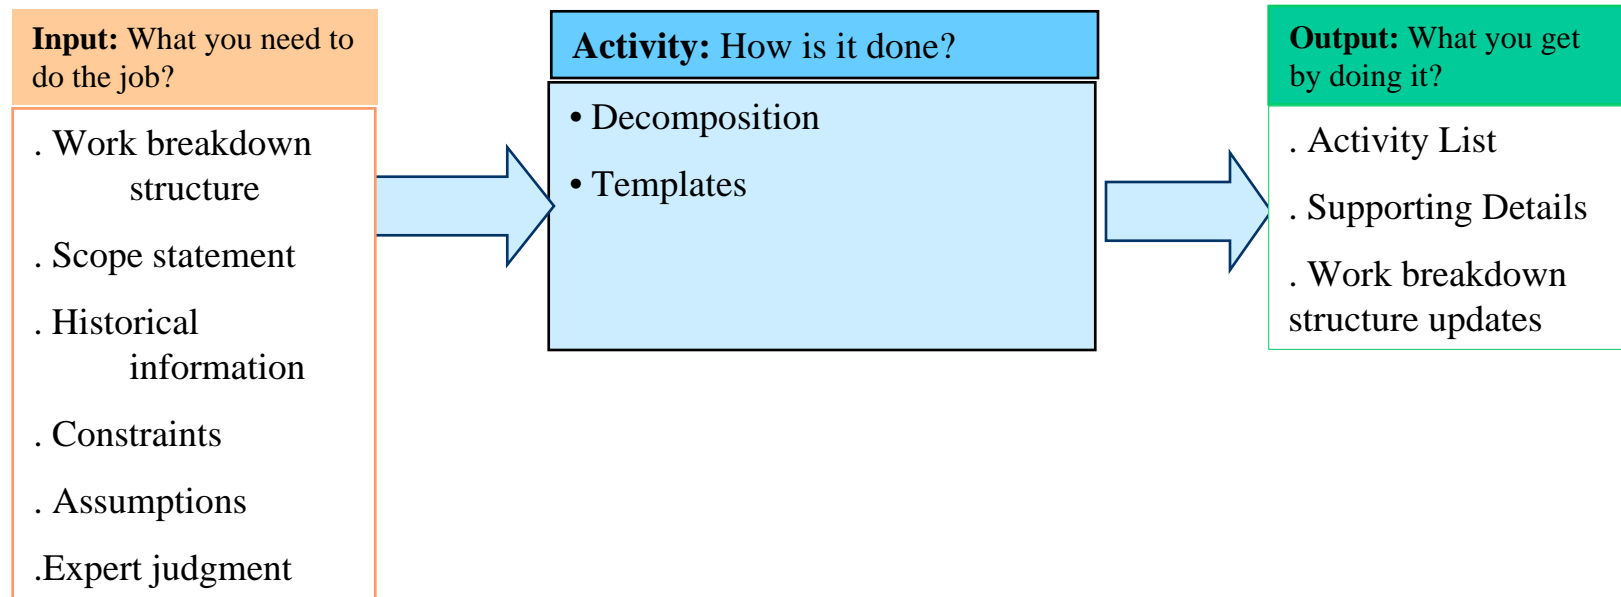 Input: What you need to
do the job?
. Work breakdown
structure
. Scope statement
. Historical
information
. Constraints
. Assumptions
.Expert judgment
Activity: How is it done?
• Decomposition
• Templates
Output: What you get
by doing it?
. Activity List
. Supporting Details
. Work breakdown
structure updates